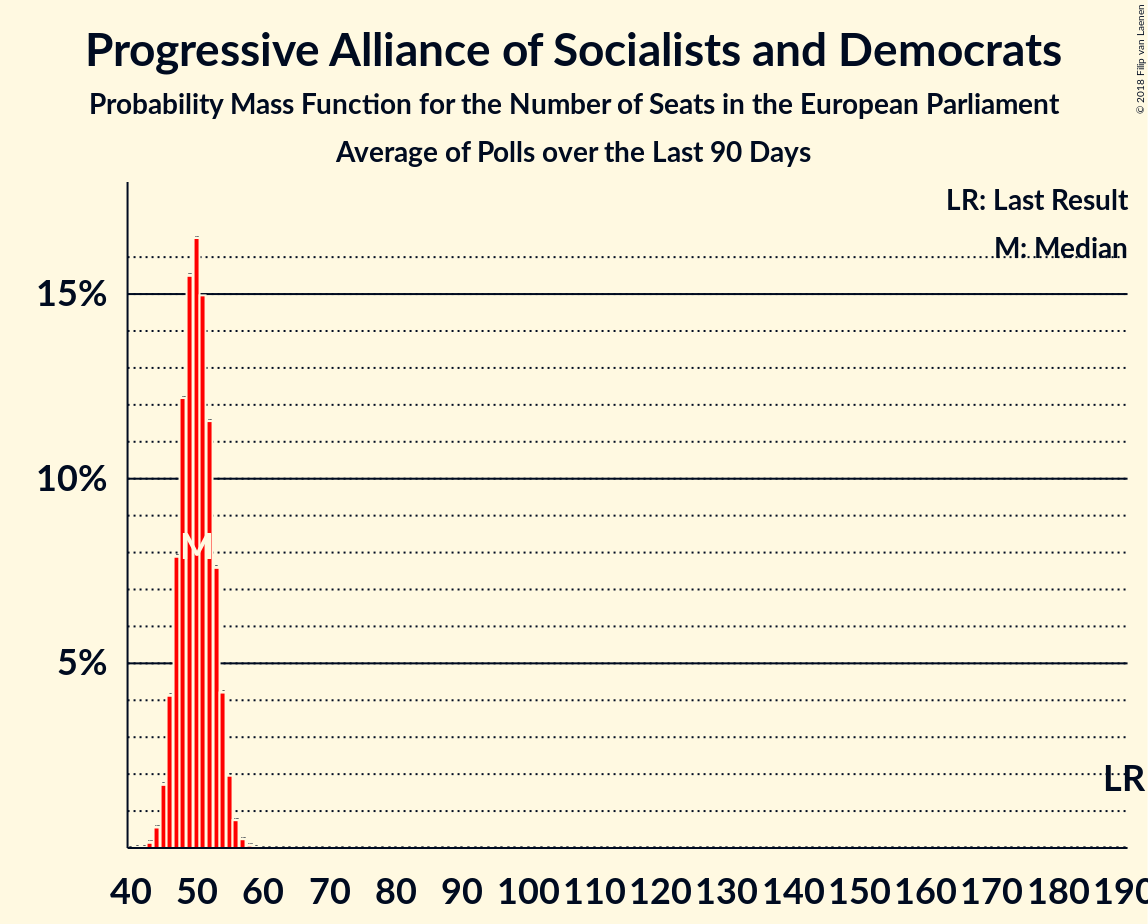 Progressive Alliance of Socialists and Democrats
Probability Mass Function for the Number of Seats in the European Parliament
Average of Polls over the Last 90 Days
© 2018 Filip van Laenen
LR: Last Result
M: Median
15%
10%
M
5%
LR
40 50 60 70 80 90 100 110 120 130 140 150 160 170 180 190